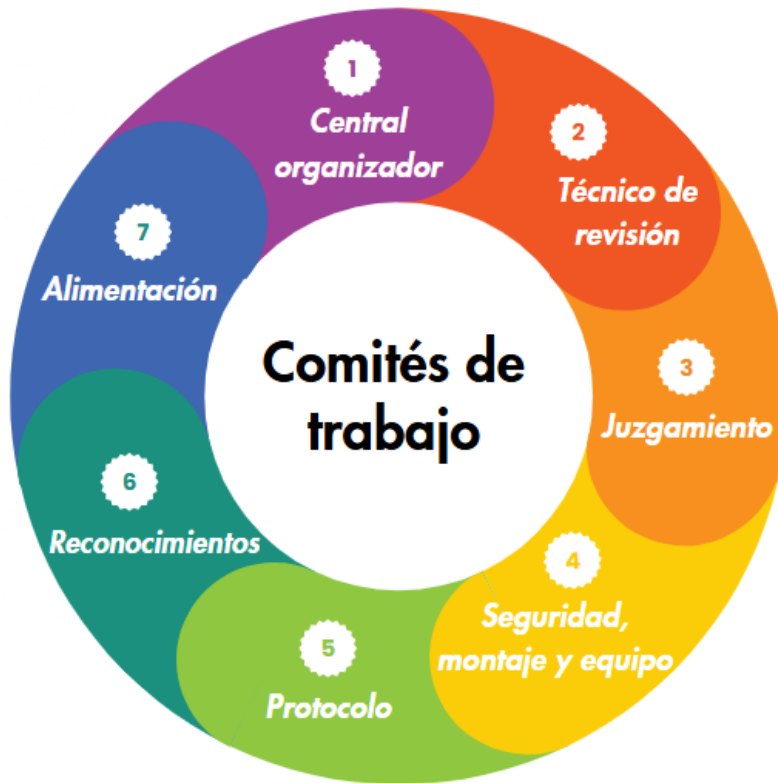 Comités de
trabajo
1
Central
organizador
2
Técnico de
revisión
3
Juzgamiento
4
Seguridad,
montaje y equipo
5
Protocolo
6
Reconocimientos
7
Alimentación